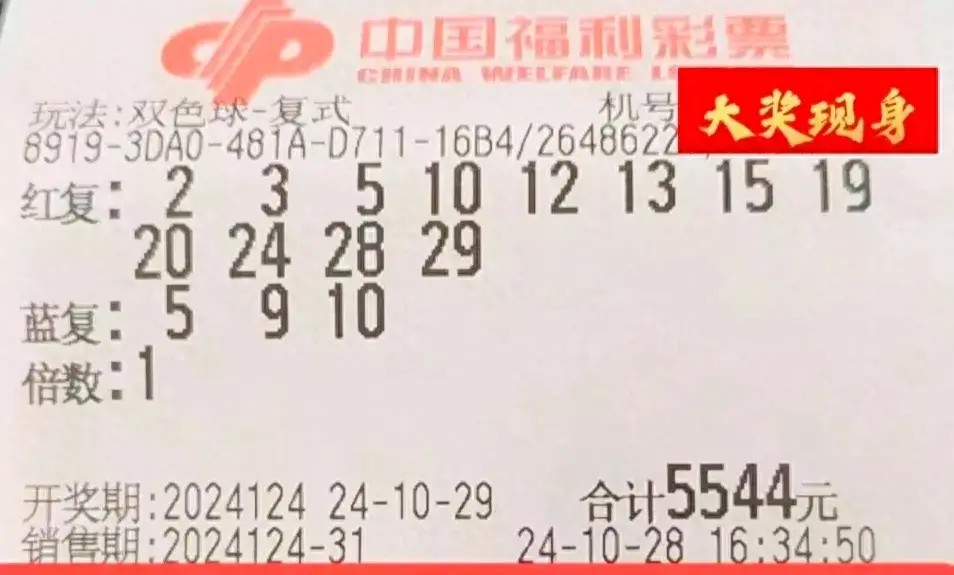 中国福利彩票
CHINA WELFARE L
大奖现身
玩法:双色球-复式 机号
8919-3DA0-481A-D711-16B4/2648622
红复: 2 3 5 10 12 13 15 19
20 24 28 29
蓝复: 5 9 10
倍数:1
开奖期:2024124 24-10-29 合计5544元
销售期:2024124-31 24-10-28 16:34:50